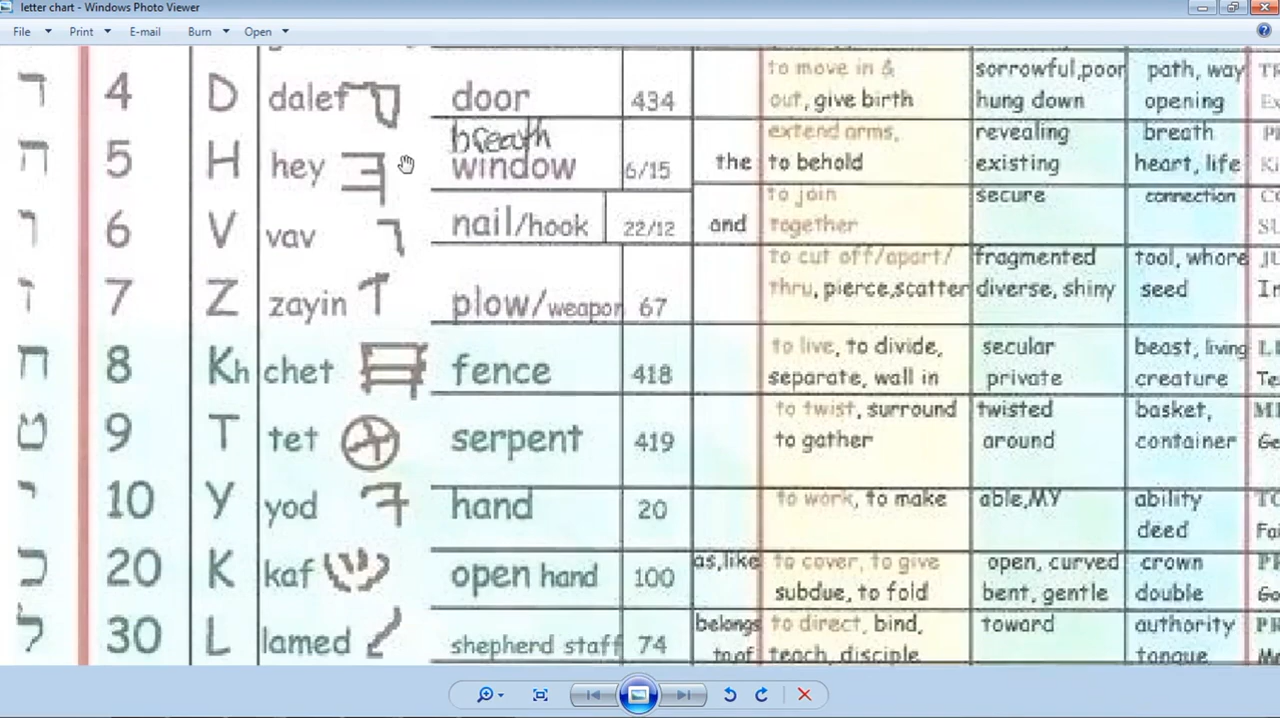 letter chart - Windows Photo Viewer
File Print E-mail Burn Open
ד 4 D dalet door 434 to move in & out, give birth sorrowful,poor hung down path, way opening
ה 5 H hey breath window 6/15 the extend arms, to behold revealing existing breath heart, life
ו 6 V vav nail/hook 22/12 and to join together secure connection
ז 7 Z zayin plow/weapon 67 to cut off/apart/ thru, pierce,scatter fragmented diverse, shiny tool, whore seed
ח 8 Kh chet fence 418 to live, to divide, separate, wall in secular private beast, living creature
ט 9 T tet serpent 419 to twist, surround to gather twisted around basket, container
י 10 Y yod hand 20 to work, to make able,MY ability deed
כ 20 K kaf open hand 100 as,like to cover, to give subdue, to fold open, curved bent, gentle crown double
ל 30 L lamed shepherd staff 74 belongs to,of to direct, bind, teach, disciple toward authority tongue